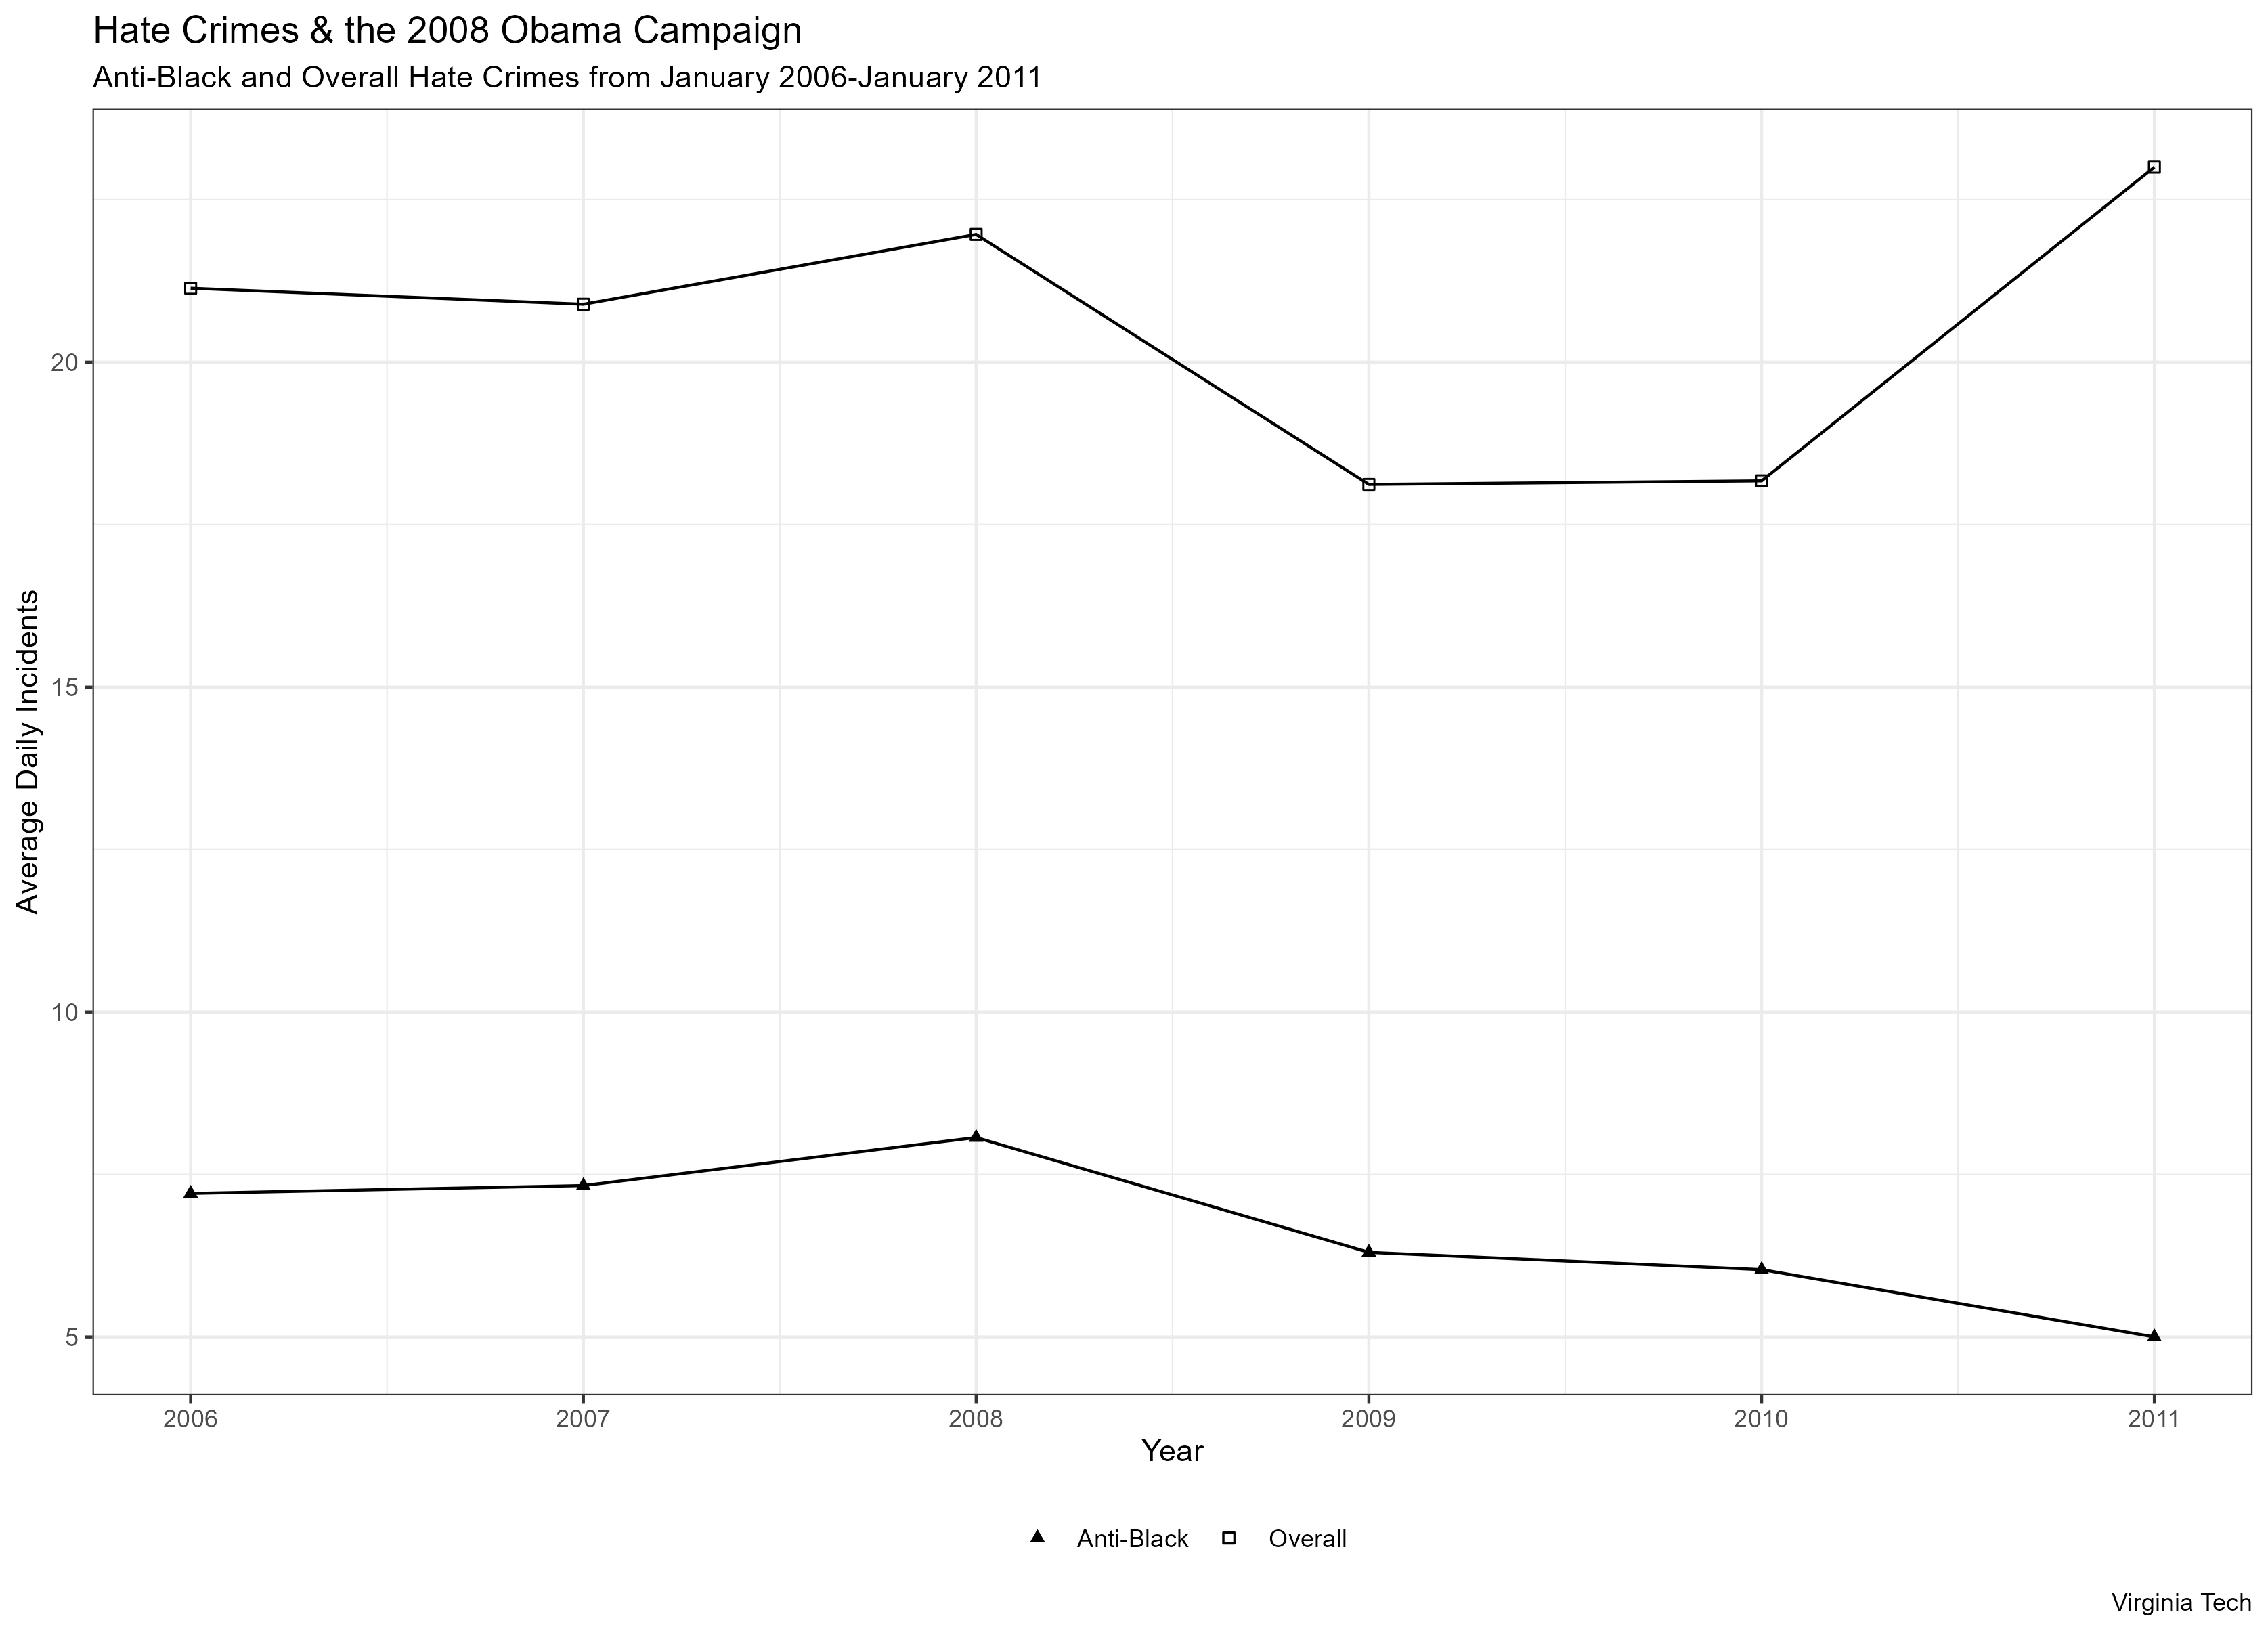 Hate Crimes & the 2008 Obama Campaign
Anti-Black and Overall Hate Crimes from January 2006-January 2011
Average Daily Incidents
20
15
10
5
2006 2007 2008 2009 2010 2011
Year
Anti-Black Overall
Virginia Tech